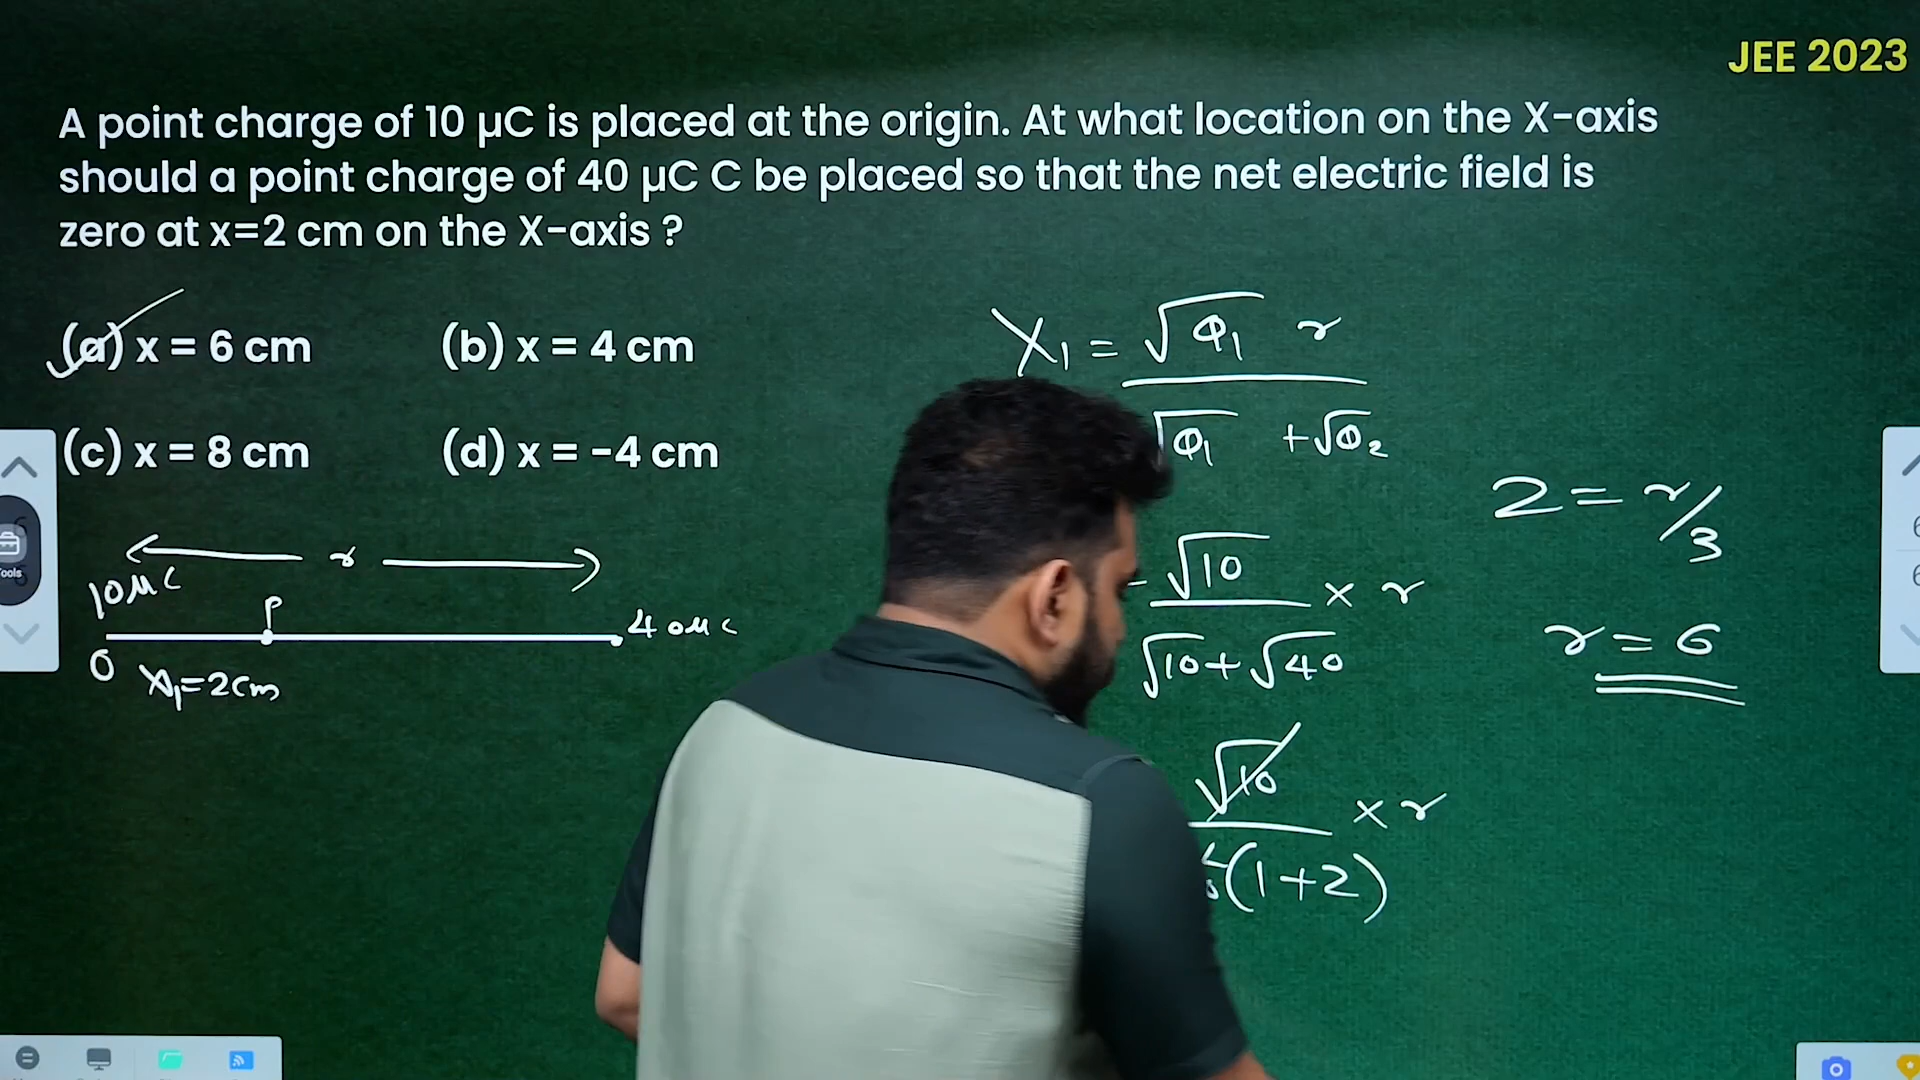 JEE 2023
A point charge of 10 μC is placed at the origin. At what location on the X-axis
should a point charge of 40 μC C be placed so that the net electric field is
zero at x=2 cm on the X-axis ?
(a) x = 6 cm
(b) x = 4 cm
(c) x = 8 cm
(d) x = -4 cm
r
10μC
P
40μC
0
X₁=2cm
X₁ = √Q₁ r
√Q₁ + √Q₂
√10 × r
√10+√40
√10 × r
(1+2)
2 = r/3
r = 6
Tools